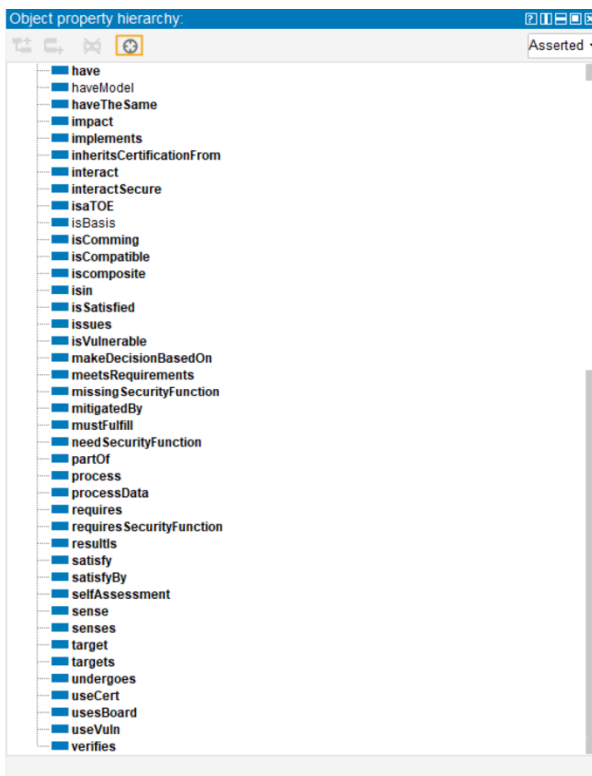 Object property hierarchy:
Asserted
have
haveModel
haveTheSame
impact
implements
inheritsCertificationFrom
interact
interactSecure
isaTOE
isBasis
isComming
isCompatible
iscomposite
isin
isSatisfied
issues
isVulnerable
makeDecisionBasedOn
meetsRequirements
missingSecurityFunction
mitigatedBy
mustFulfill
needSecurityFunction
partOf
process
processData
requires
requiresSecurityFunction
resultIs
satisfy
satisfyBy
selfAssessment
sense
senses
target
targets
undergoes
useCert
usesBoard
useVuln
verifies